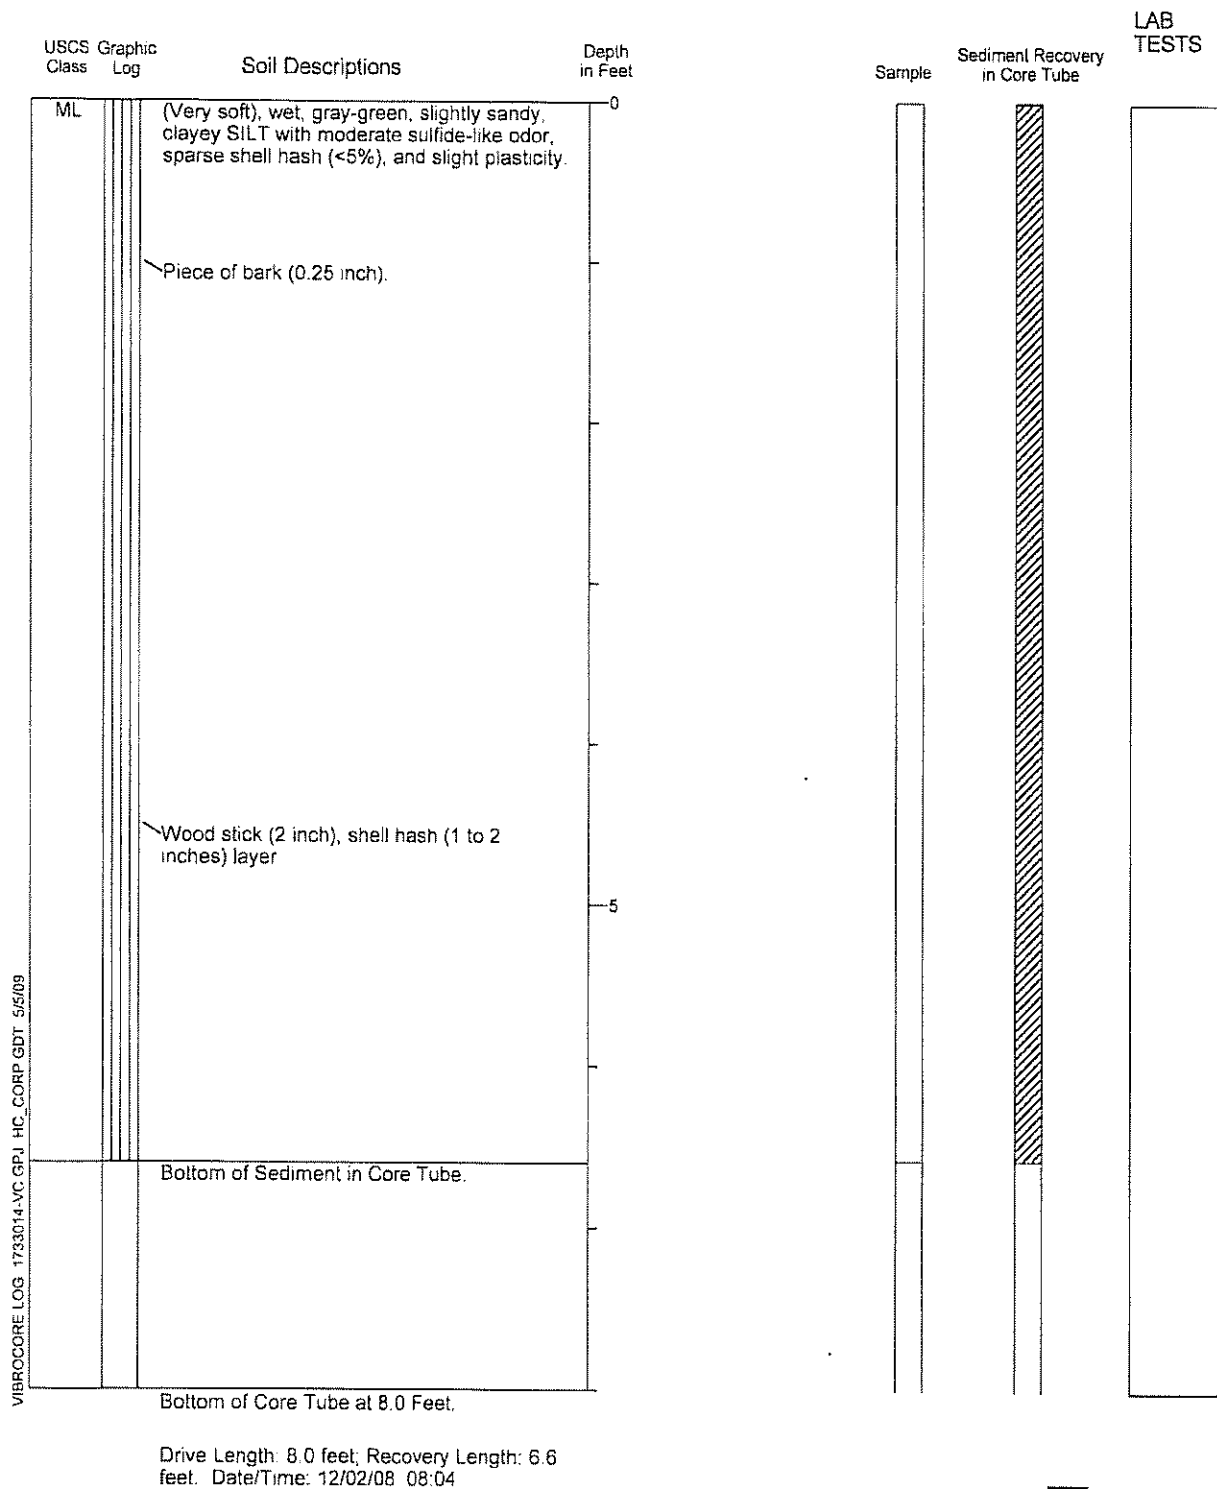 LAB
TESTS
USCS Class
Graphic Log
Soil Descriptions
Depth
in Feet
Sample
Sediment Recovery
in Core Tube
ML
(Very soft), wet, gray-green, slightly sandy,
clayey SILT with moderate sulfide-like odor,
sparse shell hash (<5%), and slight plasticity.
0
Piece of bark (0.25 inch).
Wood stick (2 inch), shell hash (1 to 2
inches) layer
5
Bottom of Sediment in Core Tube.
Bottom of Core Tube at 8.0 Feet.
Drive Length: 8.0 feet; Recovery Length: 6.6
feet. Date/Time: 12/02/08 08:04
VIBROCORE LOG 1733014-VC.GPJ HC_CORP.GDT 5/5/09